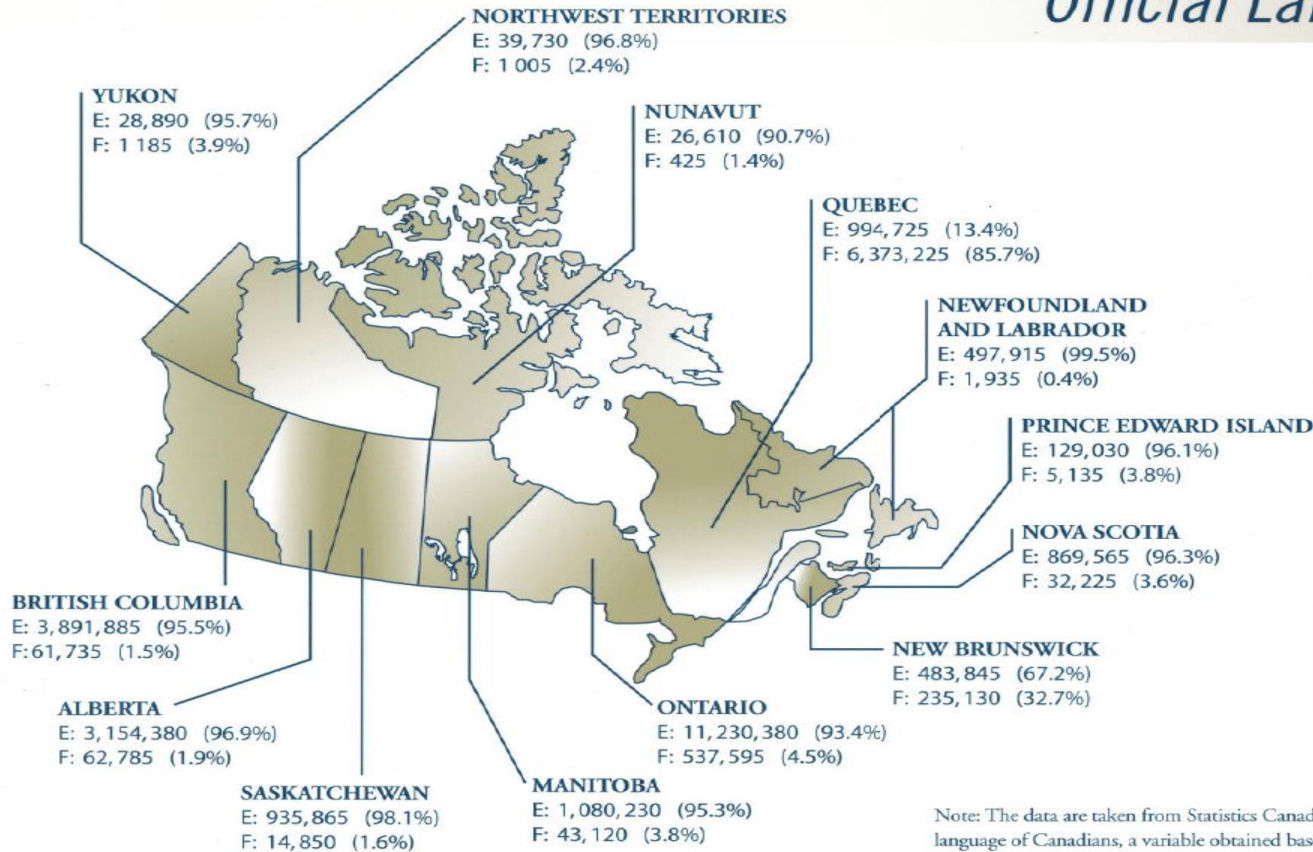 Official
NORTHWEST TERRITORIES
E: 39,730 (96.8%)
F: 1 005 (2.4%)
YUKON
E: 28,890 (95.7%)
F: 1 185 (3.9%)
NUNAVUT
E: 26,610 (90.7%)
F: 425 (1.4%)
QUEBEC
E: 994,725 (13.4%)
F: 6,373,225 (85.7%)
NEWFOUNDLAND
AND LABRADOR
E: 497,915 (99.5%)
F: 1,935 (0.4%)
PRINCE EDWARD ISLAND
E: 129,030 (96.1%)
F: 5,135 (3.8%)
NOVA SCOTIA
E: 869,565 (96.3%)
F: 32,225 (3.6%)
BRITISH COLUMBIA
E: 3,891,885 (95.5%)
F:61,735 (1.5%)
NEW BRUNSWICK
E: 483,845 (67.2%)
F: 235,130 (32.7%)
ALBERTA
E: 3,154,380 (96.9%)
F: 62,785 (1.9%)
ONTARIO
E: 11,230,380 (93.4%)
F: 537,595 (4.5%)
SASKATCHEWAN
E: 935,865 (98.1%)
F: 14,850 (1.6%)
MANITOBA
E: 1,080,230 (95.3%)
F: 43,120 (3.8%)
Note: The data are taken from Statistics Canad
language of Canadians, a variable obtained bas